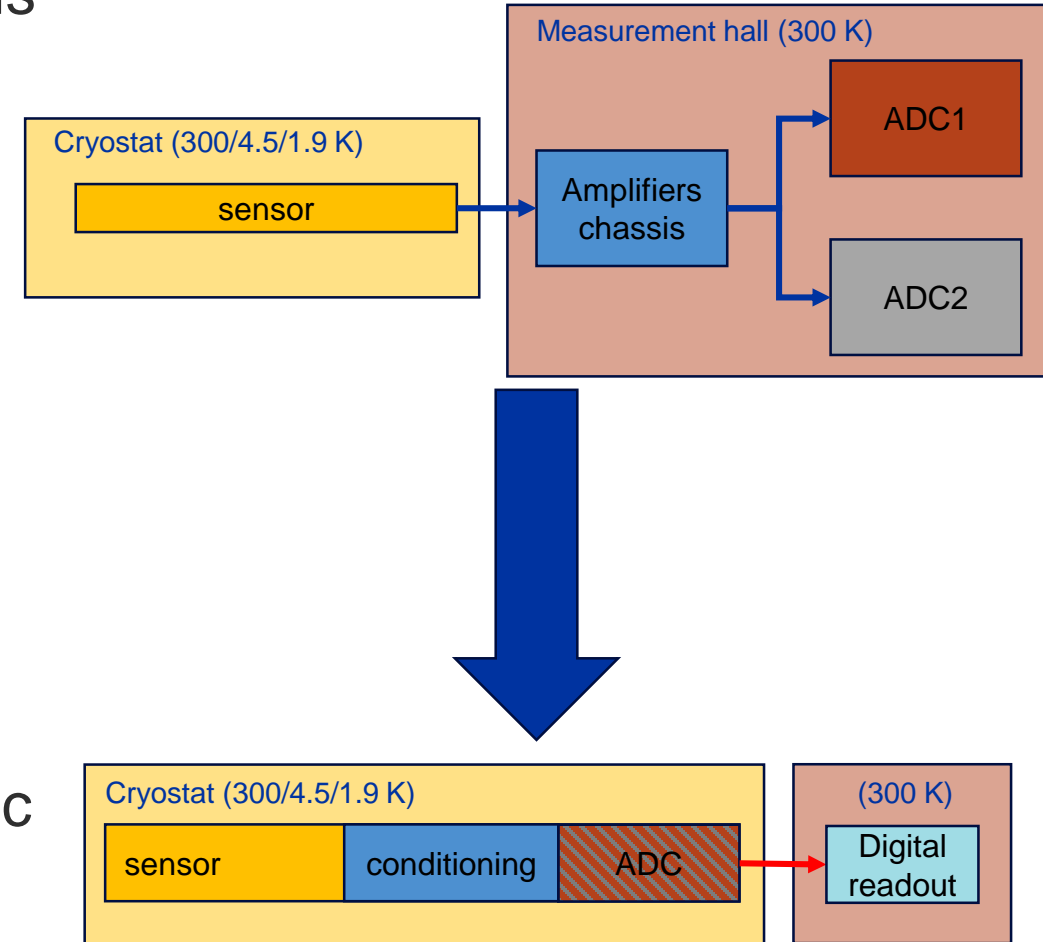 Measurement hall (300 K)
ADC1
Cryostat (300/4.5/1.9 K)
sensor
Amplifiers
chassis
ADC2
Cryostat (300/4.5/1.9 K)
(300 K)
sensor
conditioning
ADC
Digital
readout
c